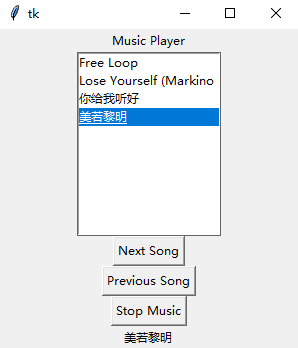 tk
Music Player
Free Loop
Lose Yourself (Markino
你给我听好
美若黎明
Next Song
Previous Song
Stop Music
美若黎明